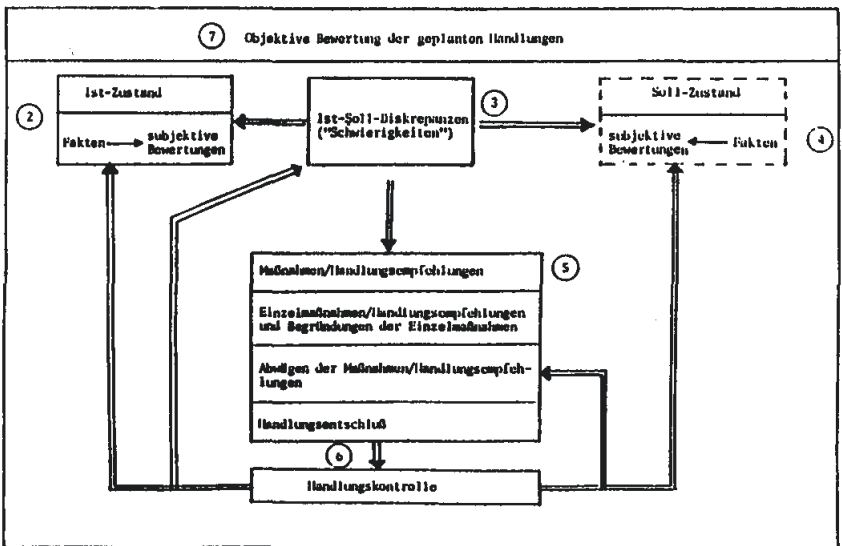 7 Objektive Bewertung der geplanten Handlungen
2
Ist-Zustand
Fakten
subjektive
Bewertungen
3
Ist-Soll-Diskrepanzen
("Schwierigkeiten")
Soll-Zustand
subjektive
Bewertungen
Fakten
4
5
Maßnahmen/Handlungsempfehlungen
Einzelmaßnahmen/Handlungsempfehlungen
und Begründungen der Einzelmaßnahmen
Abwägen der Maßnahmen/Handlungsempfeh-
lungen
Handlungsentschluß
6
Handlungskontrolle